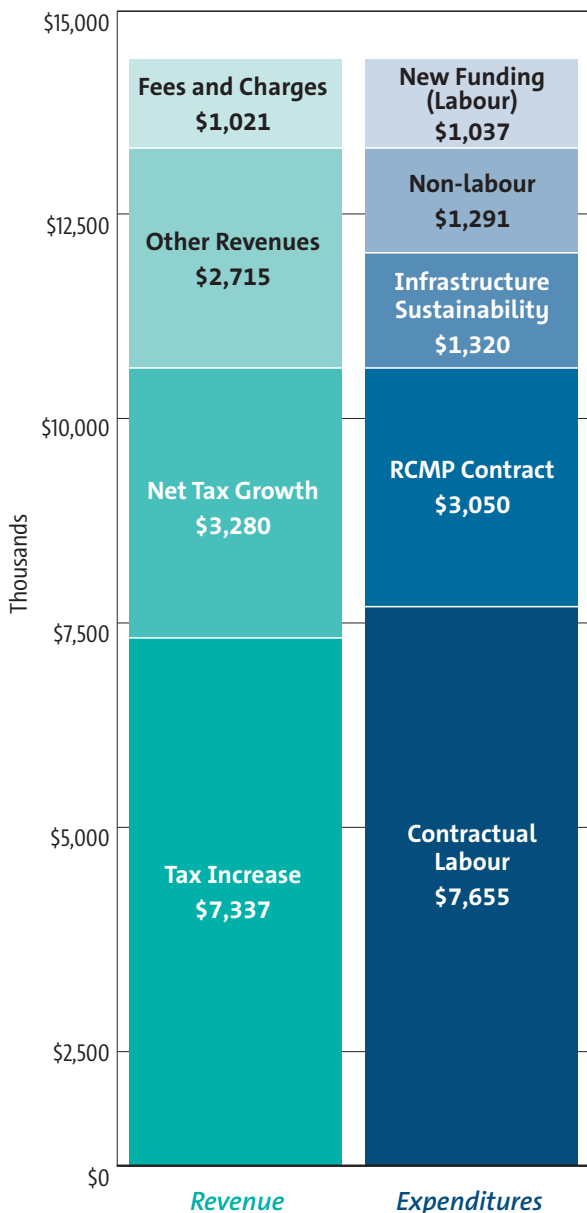 Thousands
$15,000
$12,500
$10,000
$7,500
$5,000
$2,500
$0
Fees and Charges
$1,021
Other Revenues
$2,715
Net Tax Growth
$3,280
Tax Increase
$7,337
New Funding
(Labour)
$1,037
Non-labour
$1,291
Infrastructure
Sustainability
$1,320
RCMP Contract
$3,050
Contractual
Labour
$7,655
Revenue
Expenditures